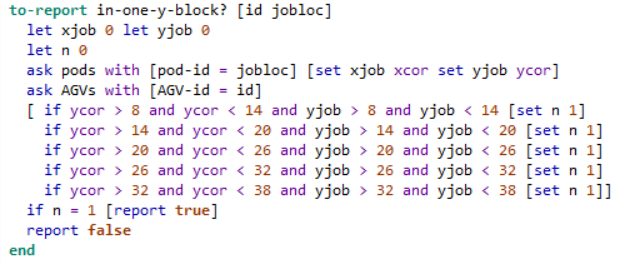 to-report in-one-y-block? [id jobloc]
let xjob 0 let yjob 0
let n 0
ask pods with [pod-id = jobloc] [set xjob xcor set yjob ycor]
ask AGVs with [AGV-id = id]
[ if ycor > 8 and ycor < 14 and yjob > 8 and yjob < 14 [set n 1]
if ycor > 14 and ycor < 20 and yjob > 14 and yjob < 20 [set n 1]
if ycor > 20 and ycor < 26 and yjob > 20 and yjob < 26 [set n 1]
if ycor > 26 and ycor < 32 and yjob > 26 and yjob < 32 [set n 1]
if ycor > 32 and ycor < 38 and yjob > 32 and yjob < 38 [set n 1]]
if n = 1 [report true]
report false
end